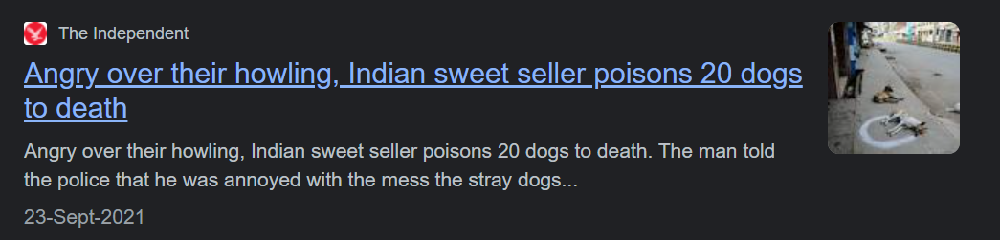 The Independent
Angry over their howling, Indian sweet seller poisons 20 dogs
to death
Angry over their howling, Indian sweet seller poisons 20 dogs to death. The man told
the police that he was annoyed with the mess the stray dogs...
23-Sept-2021